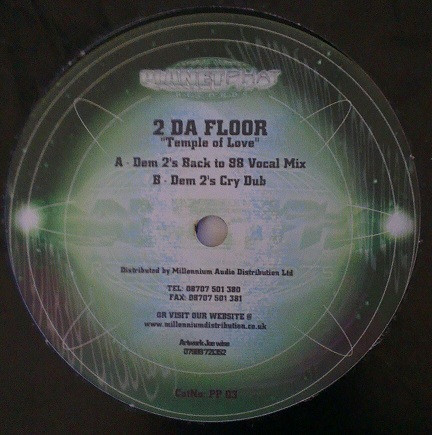 PLANET PHAT
RECORDS
2 DA FLOOR
"Temple of Love"
A - Dem 2's Back to 98 Vocal Mix
B - Dem 2's Cry Dub
Distributed by Millennium Audio Distribution Ltd
TEL: 08707 501 380
FAX: 08707 501 381
OR VISIT OUR WEBSITE @
www.millenniumdistribution.co.uk
Artwork
CatNo: PP 03